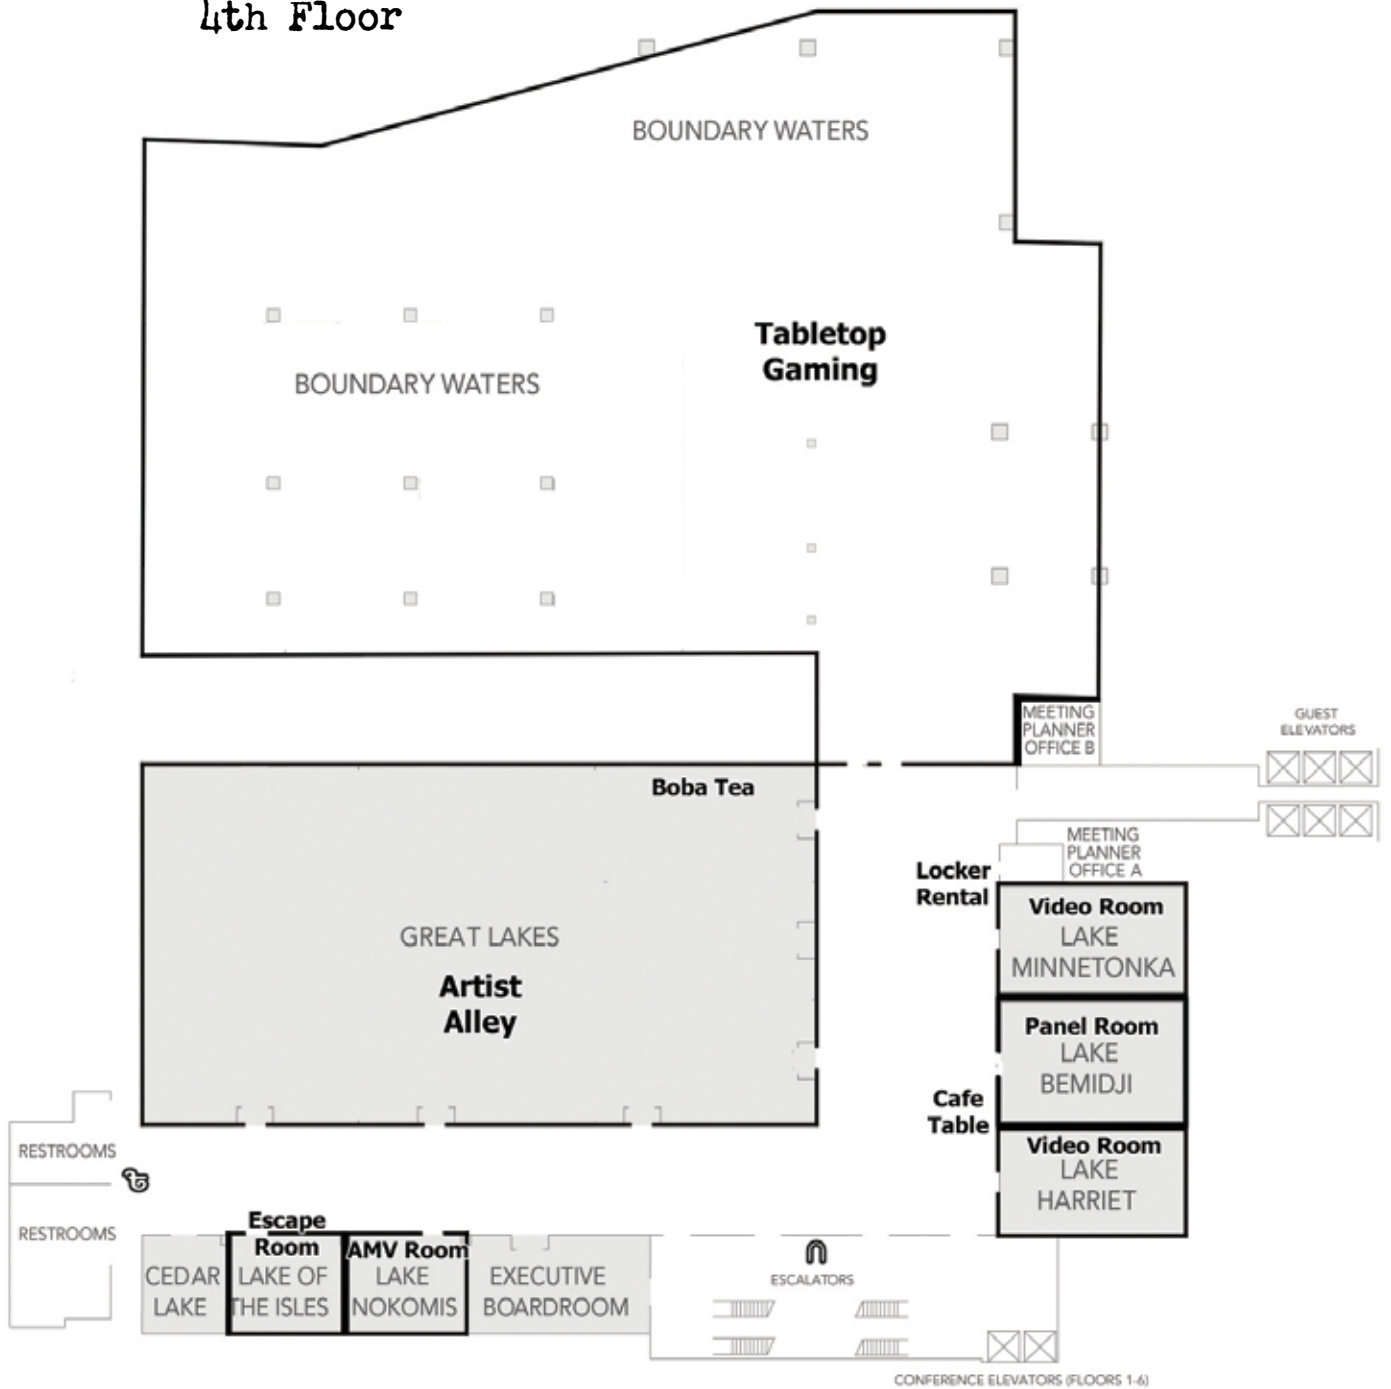 4th Floor
BOUNDARY WATERS
Tabletop
Gaming
BOUNDARY WATERS
MEETING
PLANNER
OFFICE B
GUEST
ELEVATORS
Boba Tea
MEETING
PLANNER
OFFICE A
Locker
Rental
Video Room
LAKE
MINNETONKA
GREAT LAKES
Artist
Alley
Panel Room
LAKE
BEMIDJI
Cafe
Table
Video Room
LAKE
HARRIET
RESTROOMS
RESTROOMS
Escape
Room
LAKE OF
THE ISLES
AMV Room
LAKE
NOKOMIS
CEDAR
LAKE
EXECUTIVE
BOARDROOM
ESCALATORS
CONFERENCE ELEVATORS (FLOORS 1-6)